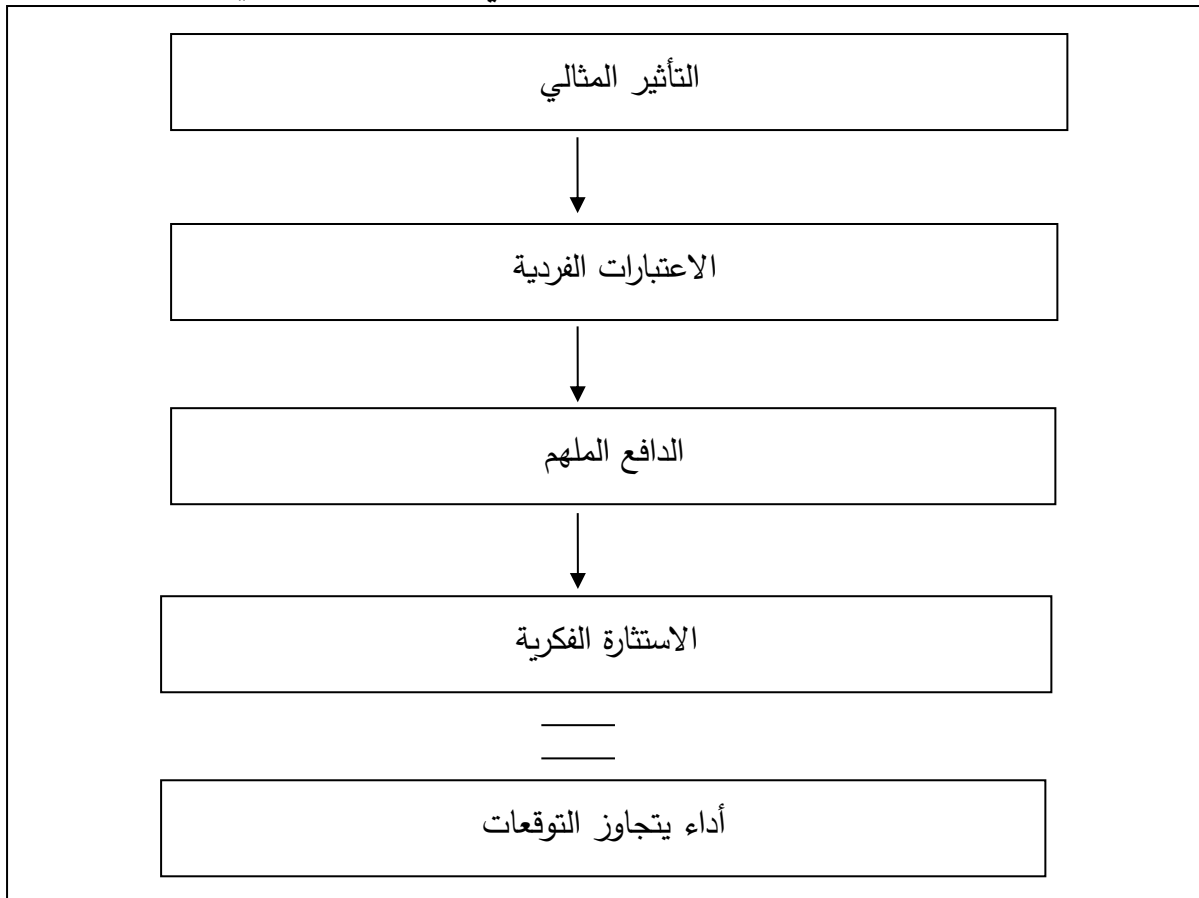 التأثير المثالي
الاعتبارات الفردية
الدافع الملهم
الاستثارة الفكرية
أداء يتجاوز التوقعات